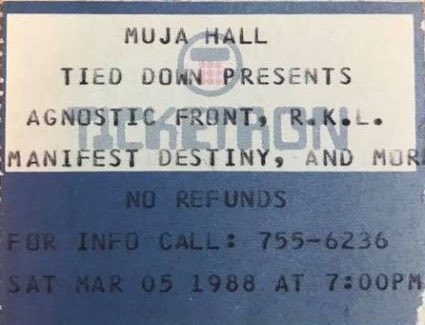 MUJA HALL
TIED DOWN PRESENTS
TICKETRON
AGNOSTIC FRONT, R.K.L.
MANIFEST DESTINY, AND MOR
NO REFUNDS
FOR INFO CALL: 755-6236
SAT MAR 05 1988 AT 7:00PM